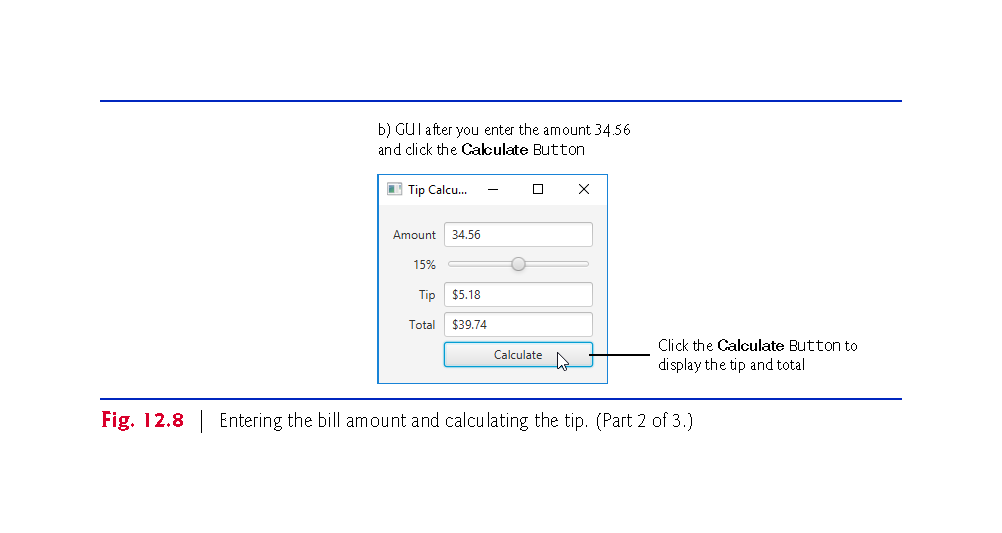 b) GUI after you enter the amount 34.56
and click the Calculate Button
Tip Calcu...
Amount 34.56
15%
Tip $5.18
Total $39.74
Calculate
Click the Calculate Button to
display the tip and total
Fig. 12.8 | Entering the bill amount and calculating the tip. (Part 2 of 3.)